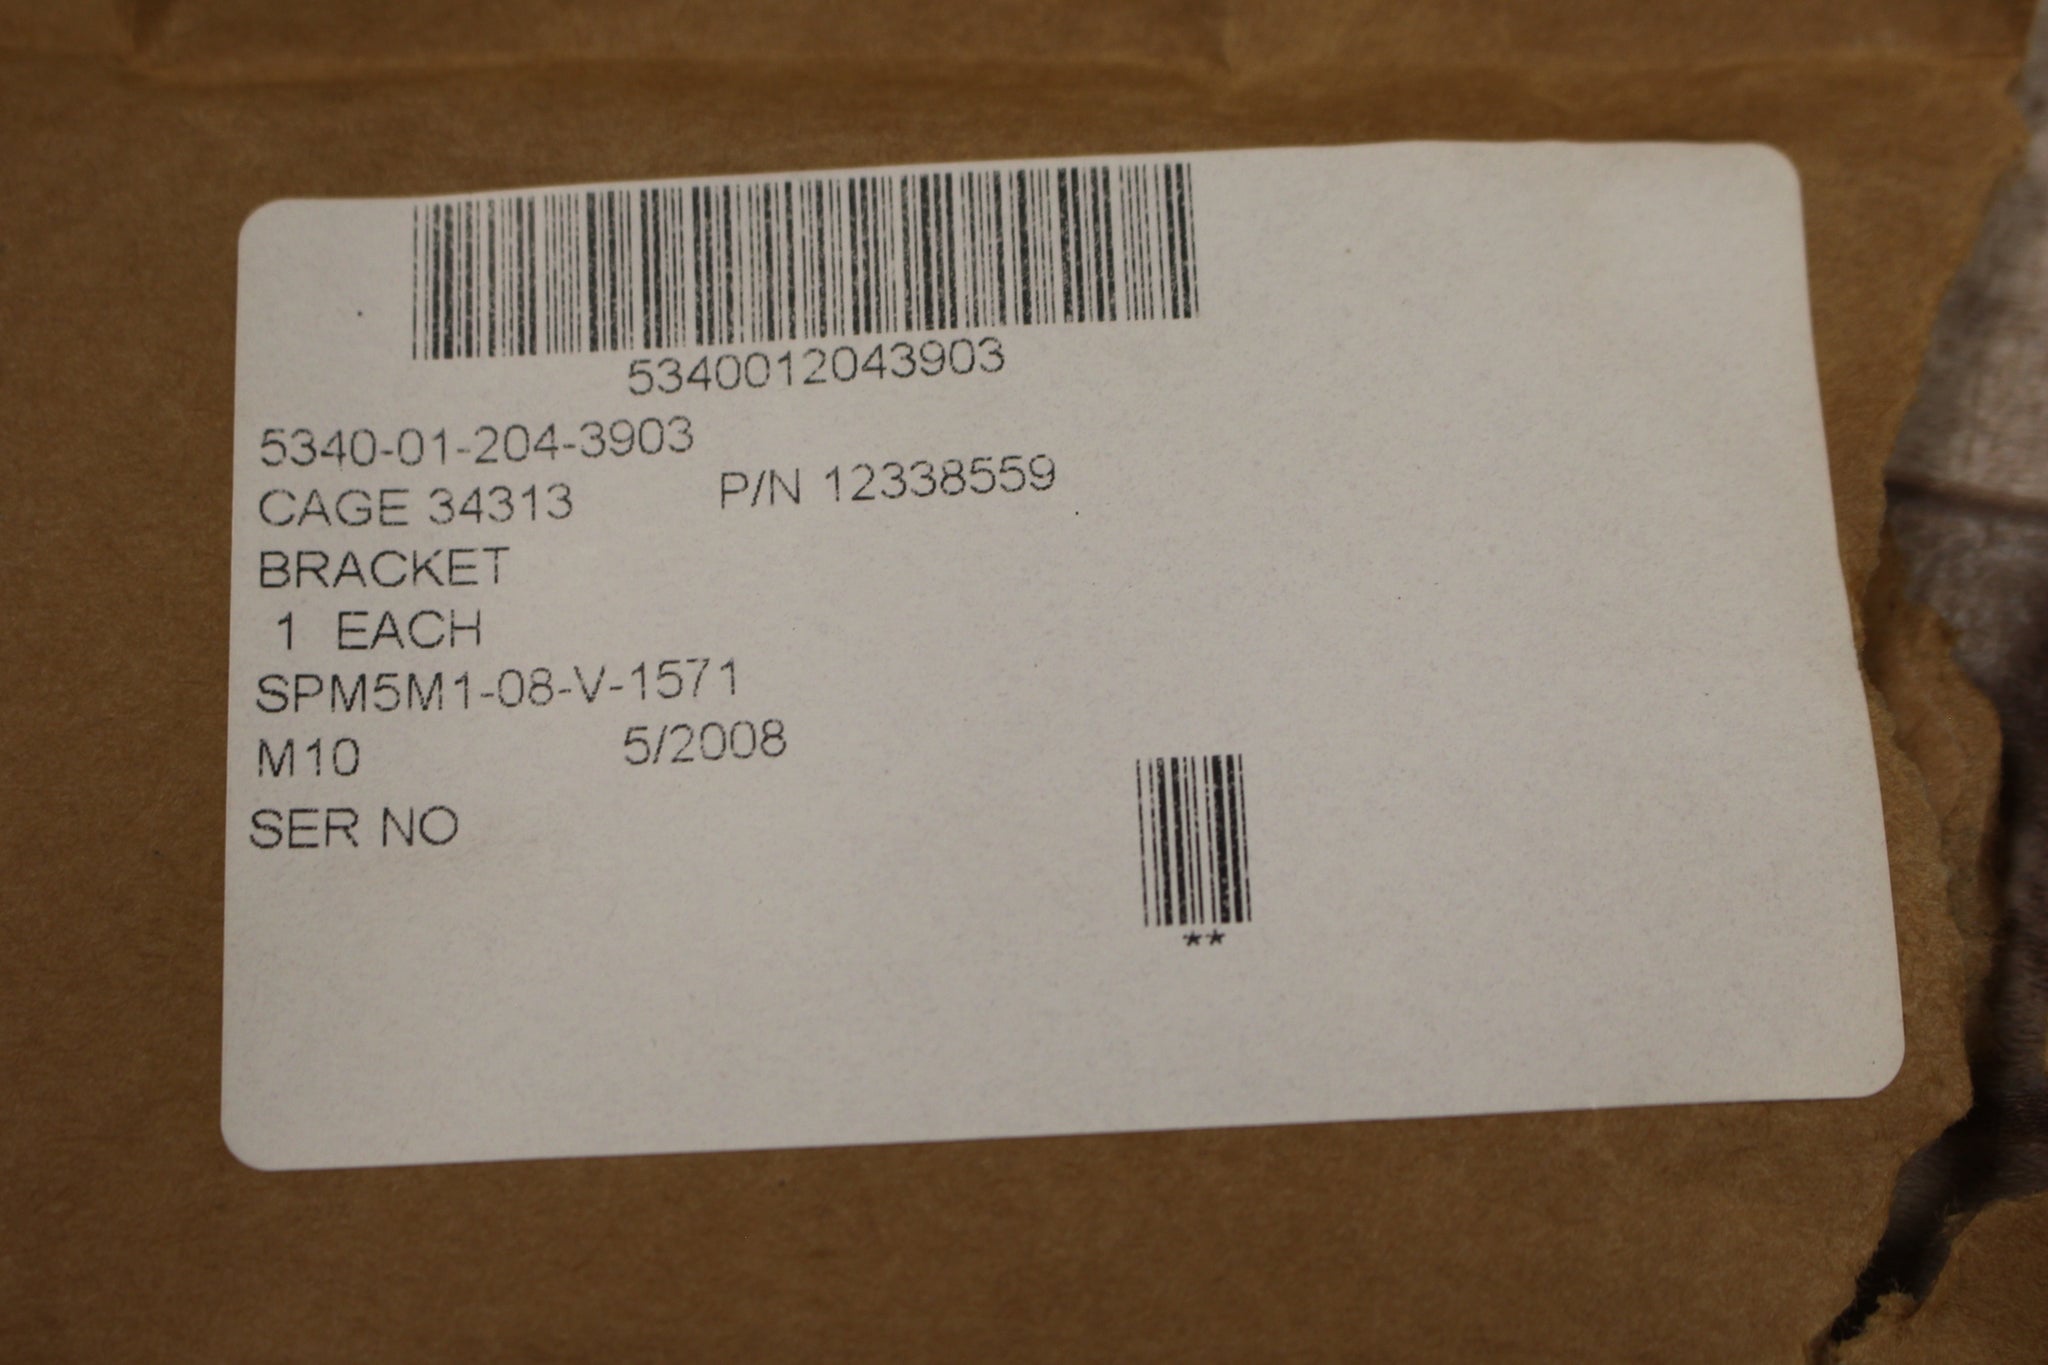 5340012043903
5340-01-204-3903
CAGE 34313 P/N 12338559
BRACKET
1 EACH
SPM5M1-08-V-1571
M10 5/2008
SER NO
**